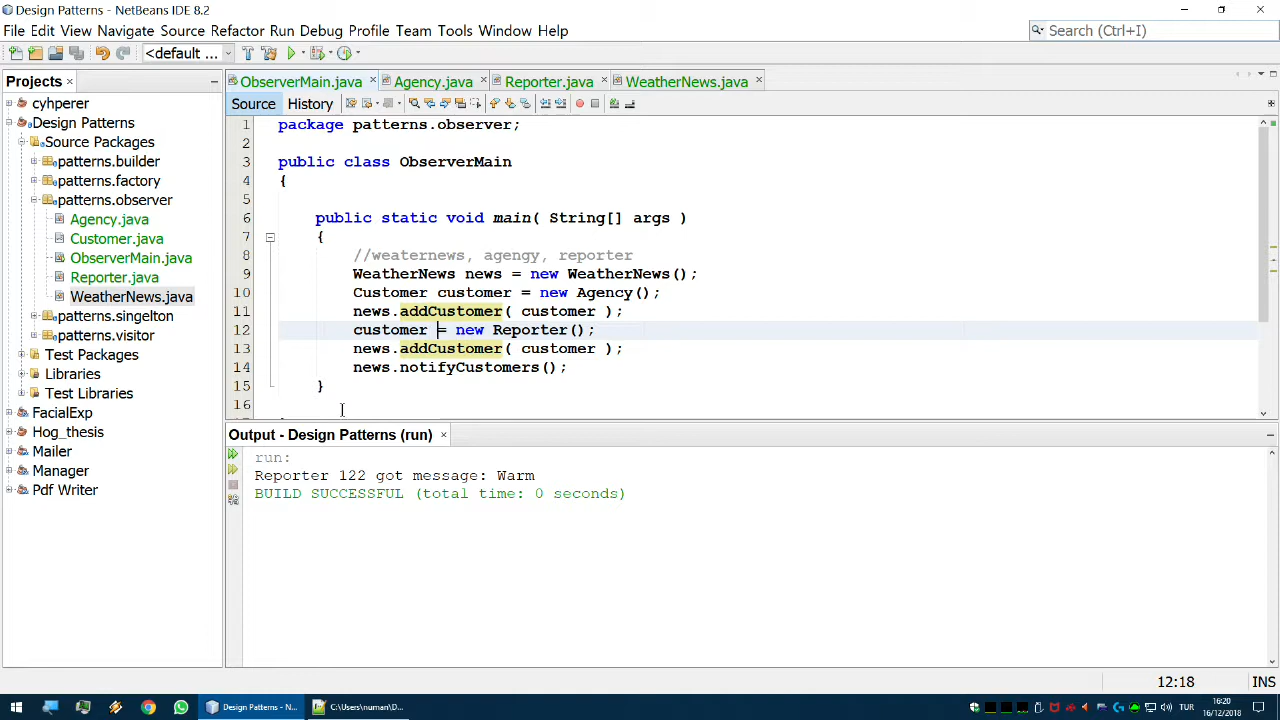 Design Patterns - NetBeans IDE 8.2
File Edit View Navigate Source Refactor Run Debug Profile Team Tools Window Help
Search (Ctrl+I)
<default ...
Projects
ObserverMain.java Agency.java Reporter.java WeatherNews.java
Source History
cyhperer
Design Patterns
Source Packages
patterns.builder
patterns.factory
patterns.observer
Agency.java
Customer.java
ObserverMain.java
Reporter.java
WeatherNews.java
patterns.singelton
patterns.visitor
Test Packages
Libraries
Test Libraries
FacialExp
Hog_thesis
Mailer
Manager
Pdf Writer
1 package patterns.observer;
2
3 public class ObserverMain
4 {
5
6 public static void main( String[] args )
7 {
8 //weaternews, agengy, reporter
9 WeatherNews news = new WeatherNews();
10 Customer customer = new Agency();
11 news.addCustomer( customer );
12 customer = new Reporter();
13 news.addCustomer( customer );
14 news.notifyCustomers();
15 }
16
Output - Design Patterns (run)
run:
Reporter 122 got message: Warm
BUILD SUCCESSFUL (total time: 0 seconds)
12:18 INS
Design Patterns - N...
C:\Users\numan\D...
TUR
16:20
16/12/2018